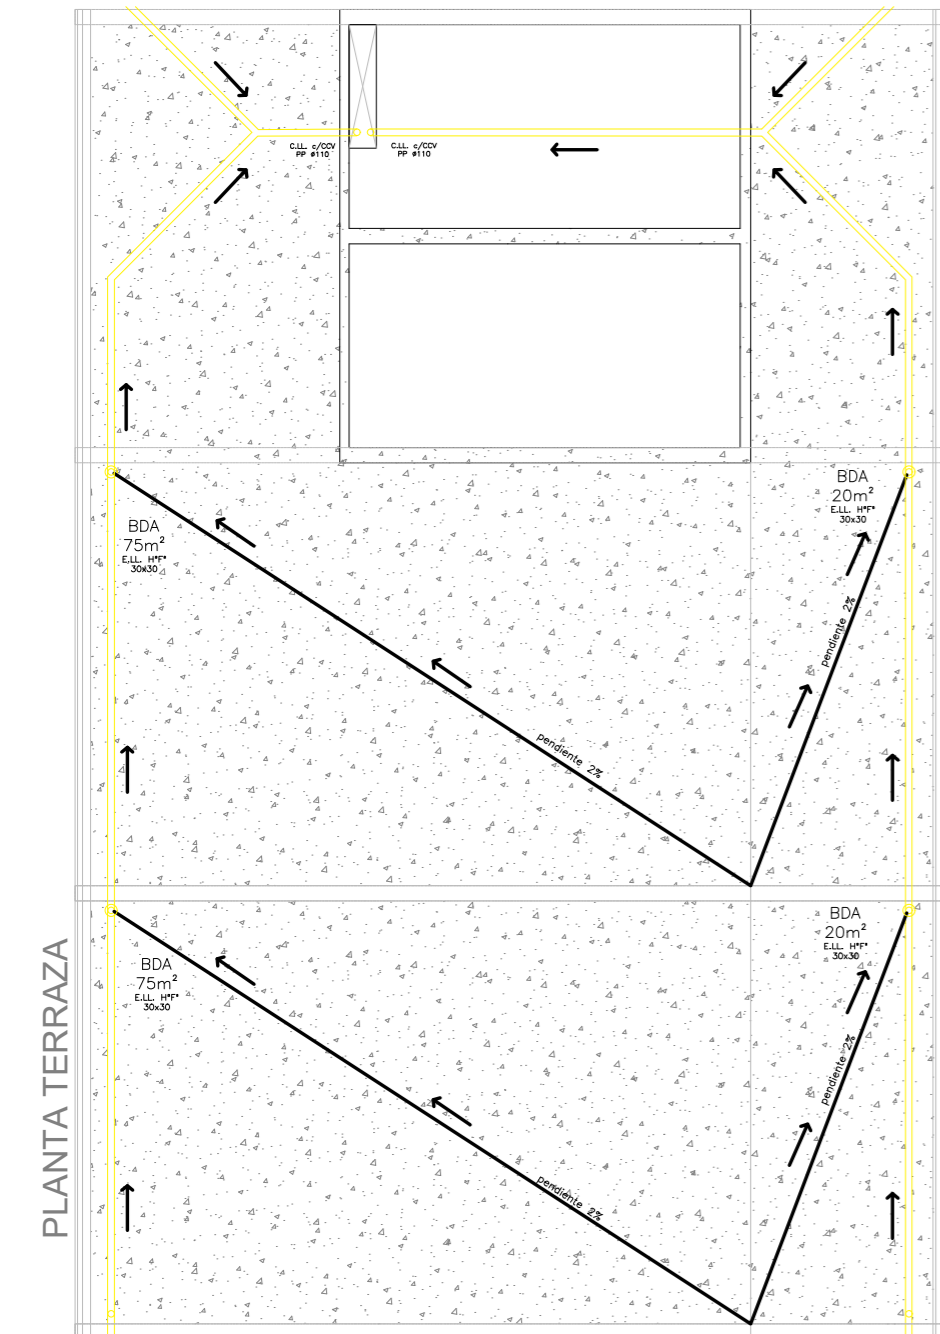 C.LL. c/CCV
PP ø110
C.LL. c/CCV
PP ø110
BDA
20m²
E.LL. H°F°
30x30
BDA
75m²
E.LL. H°F°
30x30
pendiente 2%
pendiente 2%
BDA
20m²
E.LL. H°F°
30x30
BDA
75m²
E.LL. H°F°
30x30
pendiente 2%
pendiente 2%
PLANTA TERRAZA